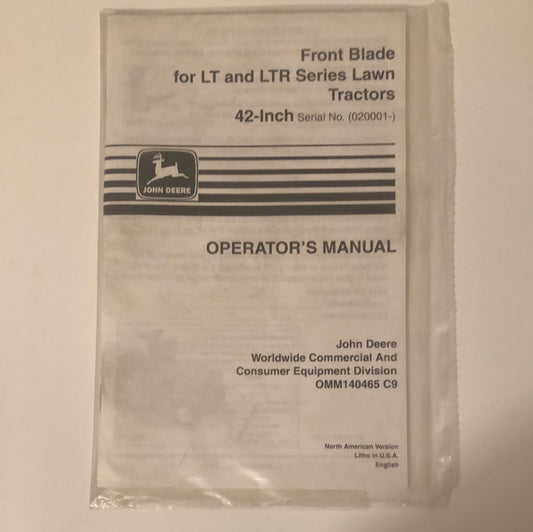 Front Blade
for LT and LTR Series Lawn
Tractors
42-Inch Serial No. (020001-)
JOHN DEERE
OPERATOR'S MANUAL
John Deere
Worldwide Commercial And
Consumer Equipment Division
OMM140465 C9
North American Version
Litho in U.S.A.
English